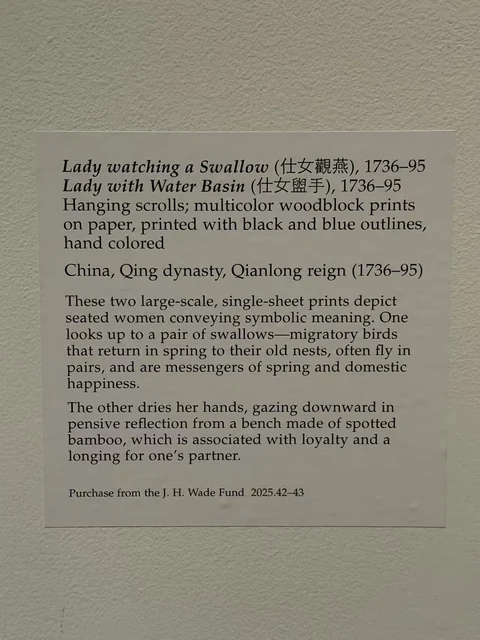 Lady watching a Swallow (仕女觀燕), 1736–95
Lady with Water Basin (仕女盥手), 1736–95
Hanging scrolls; multicolor woodblock prints
on paper, printed with black and blue outlines,
hand colored
China, Qing dynasty, Qianlong reign (1736–95)
These two large-scale, single-sheet prints depict
seated women conveying symbolic meaning. One
looks up to a pair of swallows—migratory birds
that return in spring to their old nests, often fly in
pairs, and are messengers of spring and domestic
happiness.
The other dries her hands, gazing downward in
pensive reflection from a bench made of spotted
bamboo, which is associated with loyalty and a
longing for one's partner.
Purchase from the J. H. Wade Fund 2025.42–43